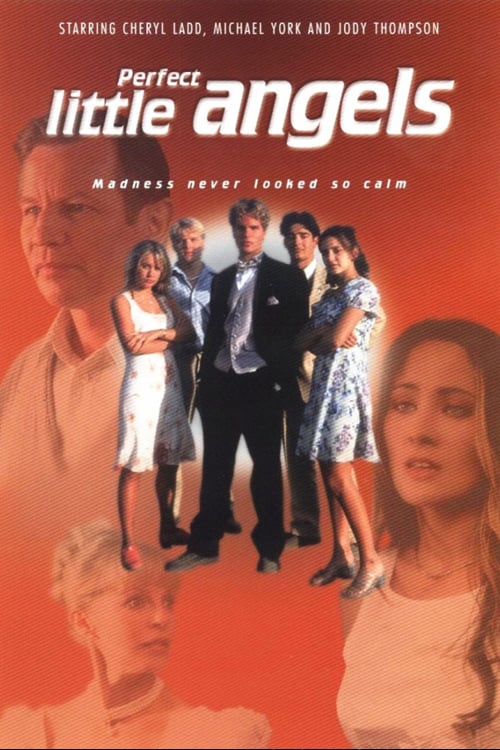 STARRING CHERYL LADD, MICHAEL YORK AND JODY THOMPSON
Perfect
little angels
Madness never looked so calm